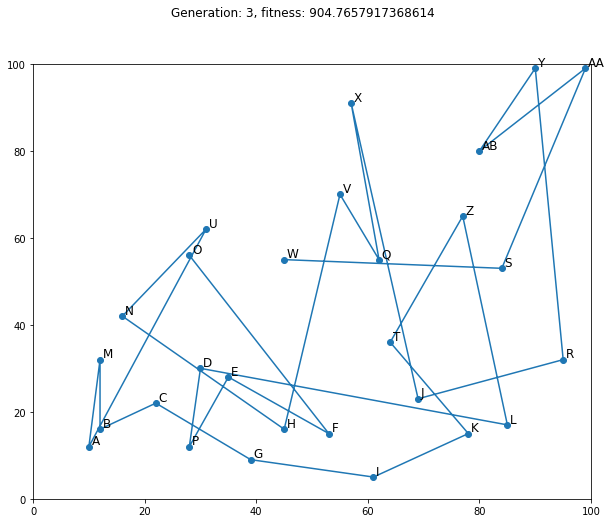 Generation: 3, fitness: 904.7657917368614
100
Y
AA
X
80
AB
V
Z
U
60
O
W
Q
S
N
40
T
M
R
D
E
C
J
20
B
H
F
K
L
A
P
G
I
0
0
20
40
60
80
100